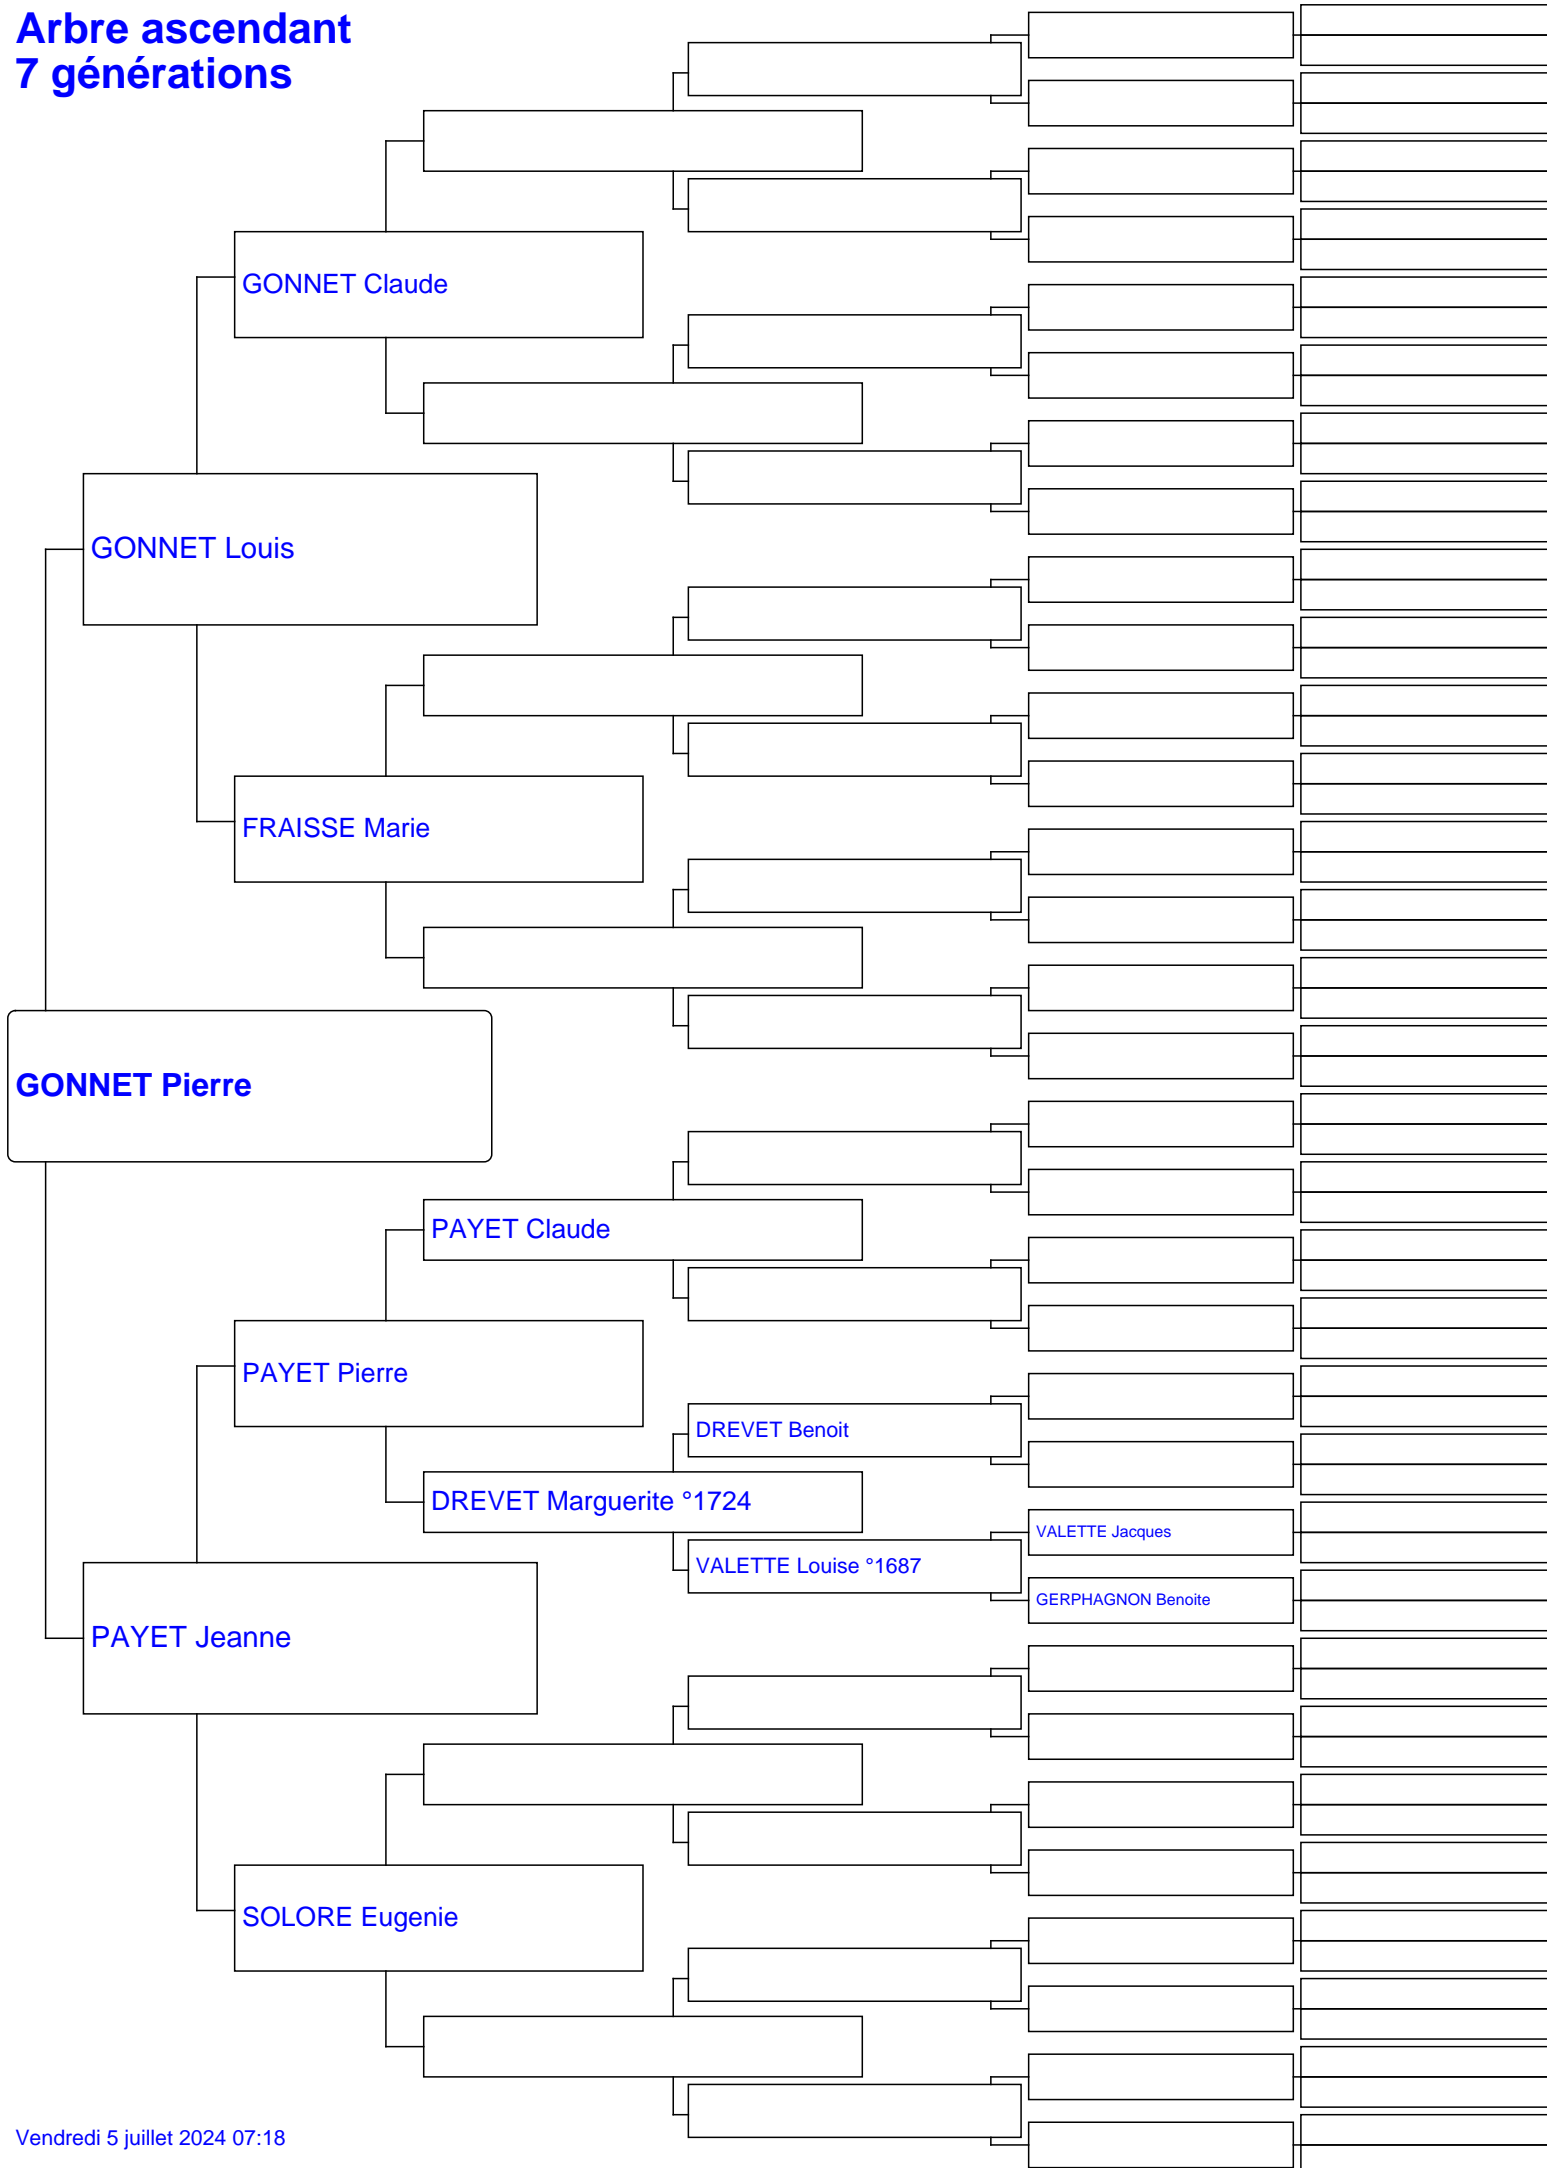 Arbre ascendant
7 générations
GONNET Claude
GONNET Louis
FRAISSE Marie
GONNET Pierre
PAYET Claude
PAYET Pierre
DREVET Benoit
DREVET Marguerite °1724
VALETTE Jacques
VALETTE Louise °1687
GERPHAGNON Benoite
PAYET Jeanne
SOLORE Eugenie
Vendredi 5 juillet 2024 07:18